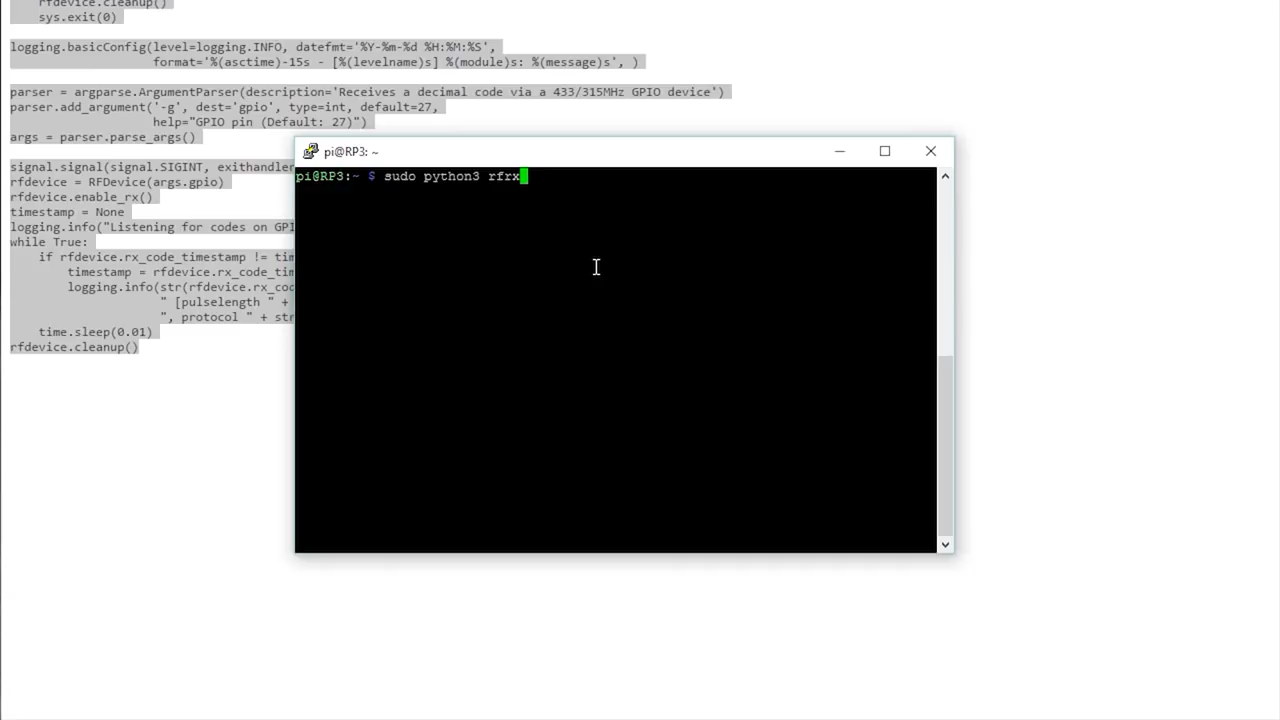 rfdevice.cleanup()
sys.exit(0)
logging.basicConfig(level=logging.INFO, datefmt='%Y-%m-%d %H:%M:%S',
format='%(asctime)-15s - [%(levelname)s] %(module)s: %(message)s', )
parser = argparse.ArgumentParser(description='Receives a decimal code via a 433/315MHz GPIO device')
parser.add_argument('-g', dest='gpio', type=int, default=27,
help="GPIO pin (Default: 27)")
args = parser.parse_args()
signal.signal(signal.SIGINT, exithandler
rfdevice = RFDevice(args.gpio)
rfdevice.enable_rx()
timestamp = None
logging.info("Listening for codes on GPI
while True:
if rfdevice.rx_code_timestamp != tim
timestamp = rfdevice.rx_code_tim
logging.info(str(rfdevice.rx_cod
" [pulselength " +
", protocol " + str
time.sleep(0.01)
rfdevice.cleanup()
pi@RP3: ~
pi@RP3:~ $ sudo python3 rfrx